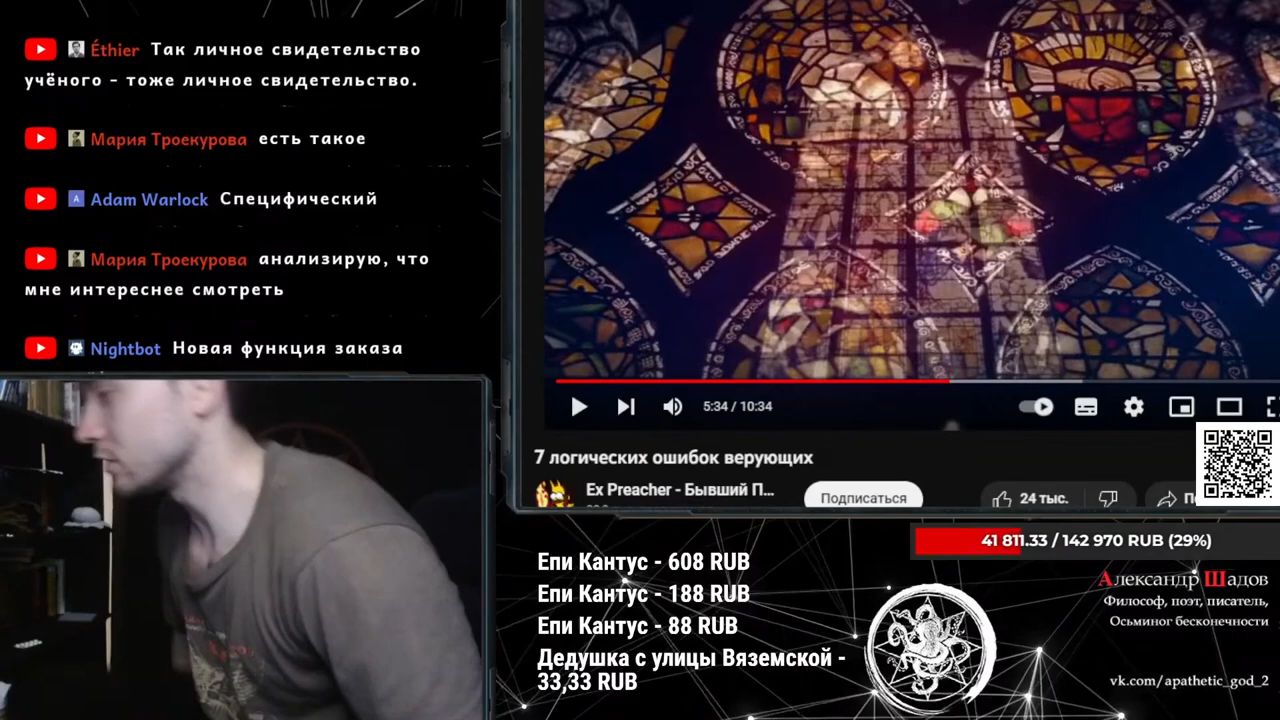 Éthier Так личное свидетельство
учёного - тоже личное свидетельство.
Мария Троекурова есть такое
A Adam Warlock Специфический
Мария Троекурова анализирую, что
мне интереснее смотреть
Nightbot Новая функция заказа
5:34 / 10:34
7 логических ошибок верующих
Ex Preacher - Бывший П...
Подписаться
24 тыс.
41 811.33 / 142 970 RUB (29%)
Епи Кантус - 608 RUB
Епи Кантус - 188 RUB
Епи Кантус - 88 RUB
Дедушка с улицы Вяземской -
33,33 RUB
Александр Шадов
Философ, поэт, писатель,
Осьминог бесконечности
vk.com/apathetic_god_2